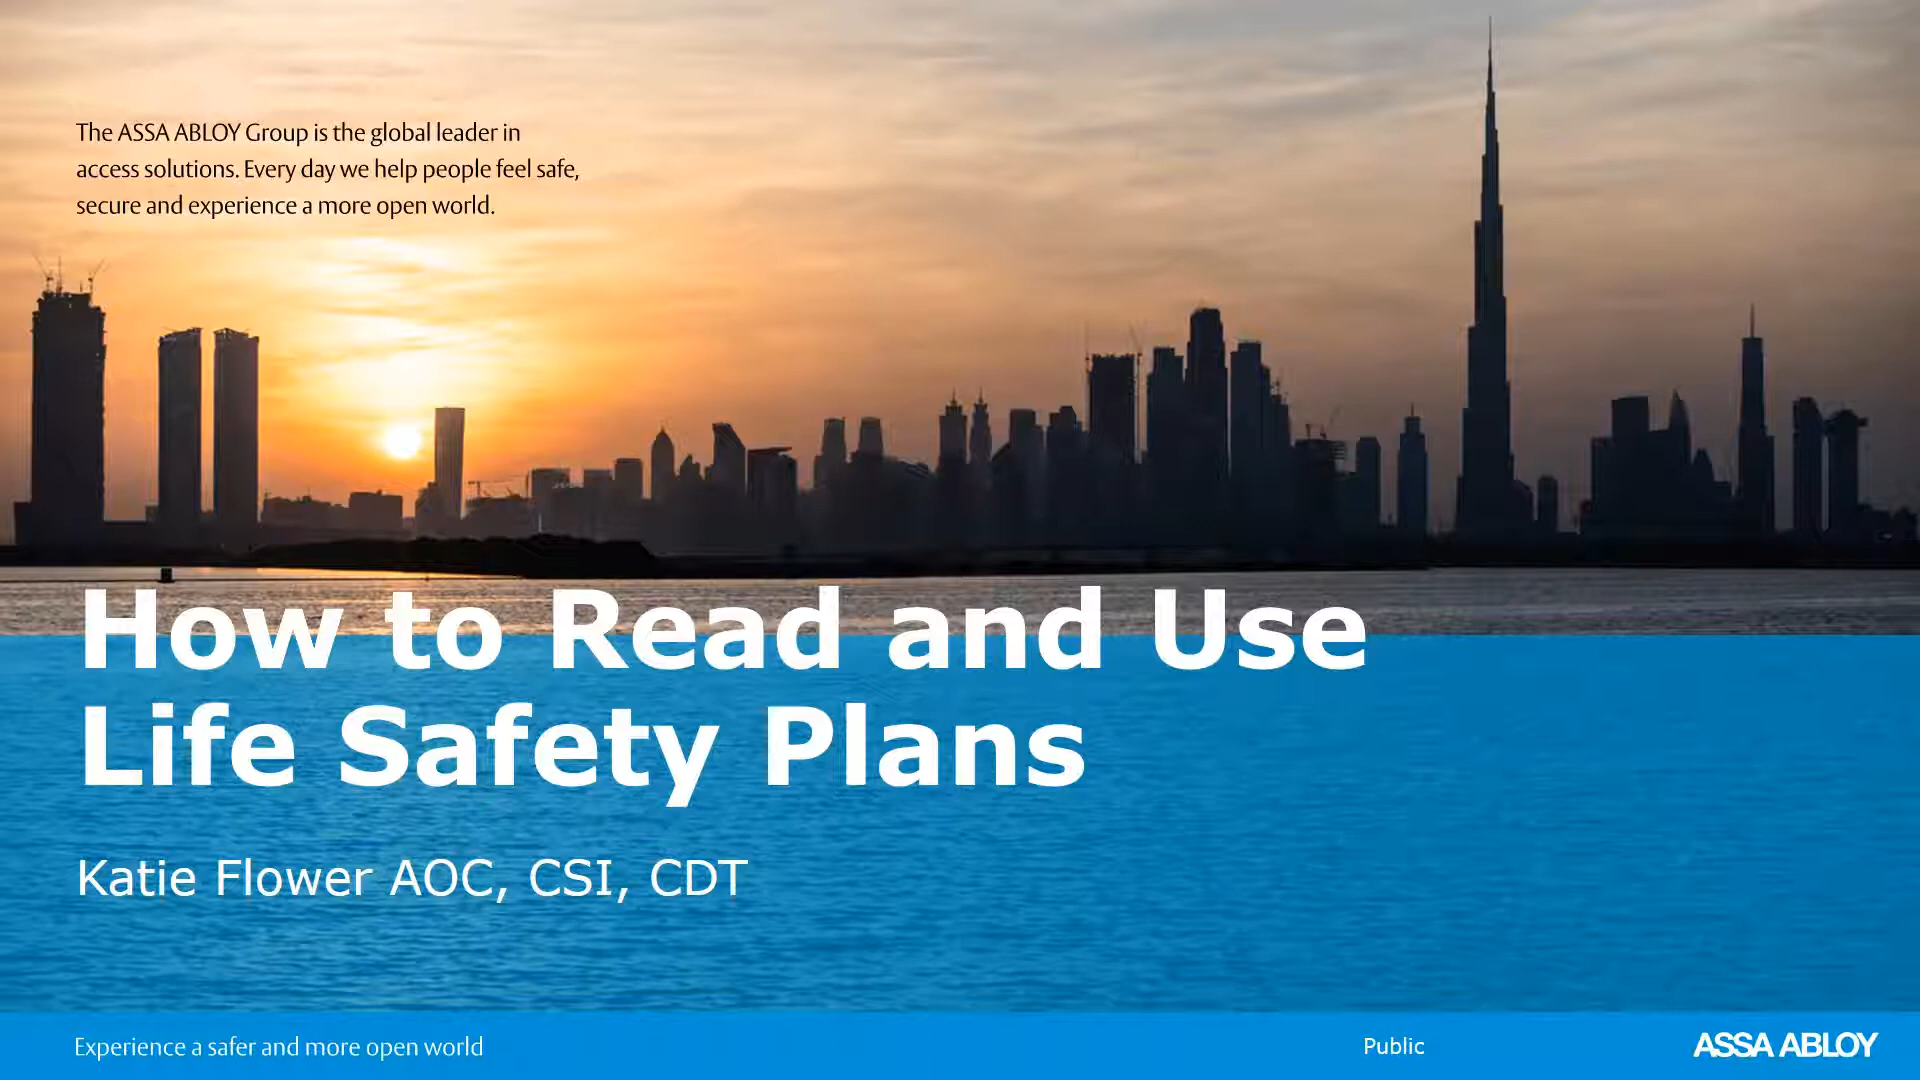 The ASSA ABLOY Group is the global leader in
access solutions. Every day we help people feel safe,
secure and experience a more open world.
How to Read and Use
Life Safety Plans
Katie Flower AOC, CSI, CDT
Experience a safer and more open world
Public
ASSA ABLOY